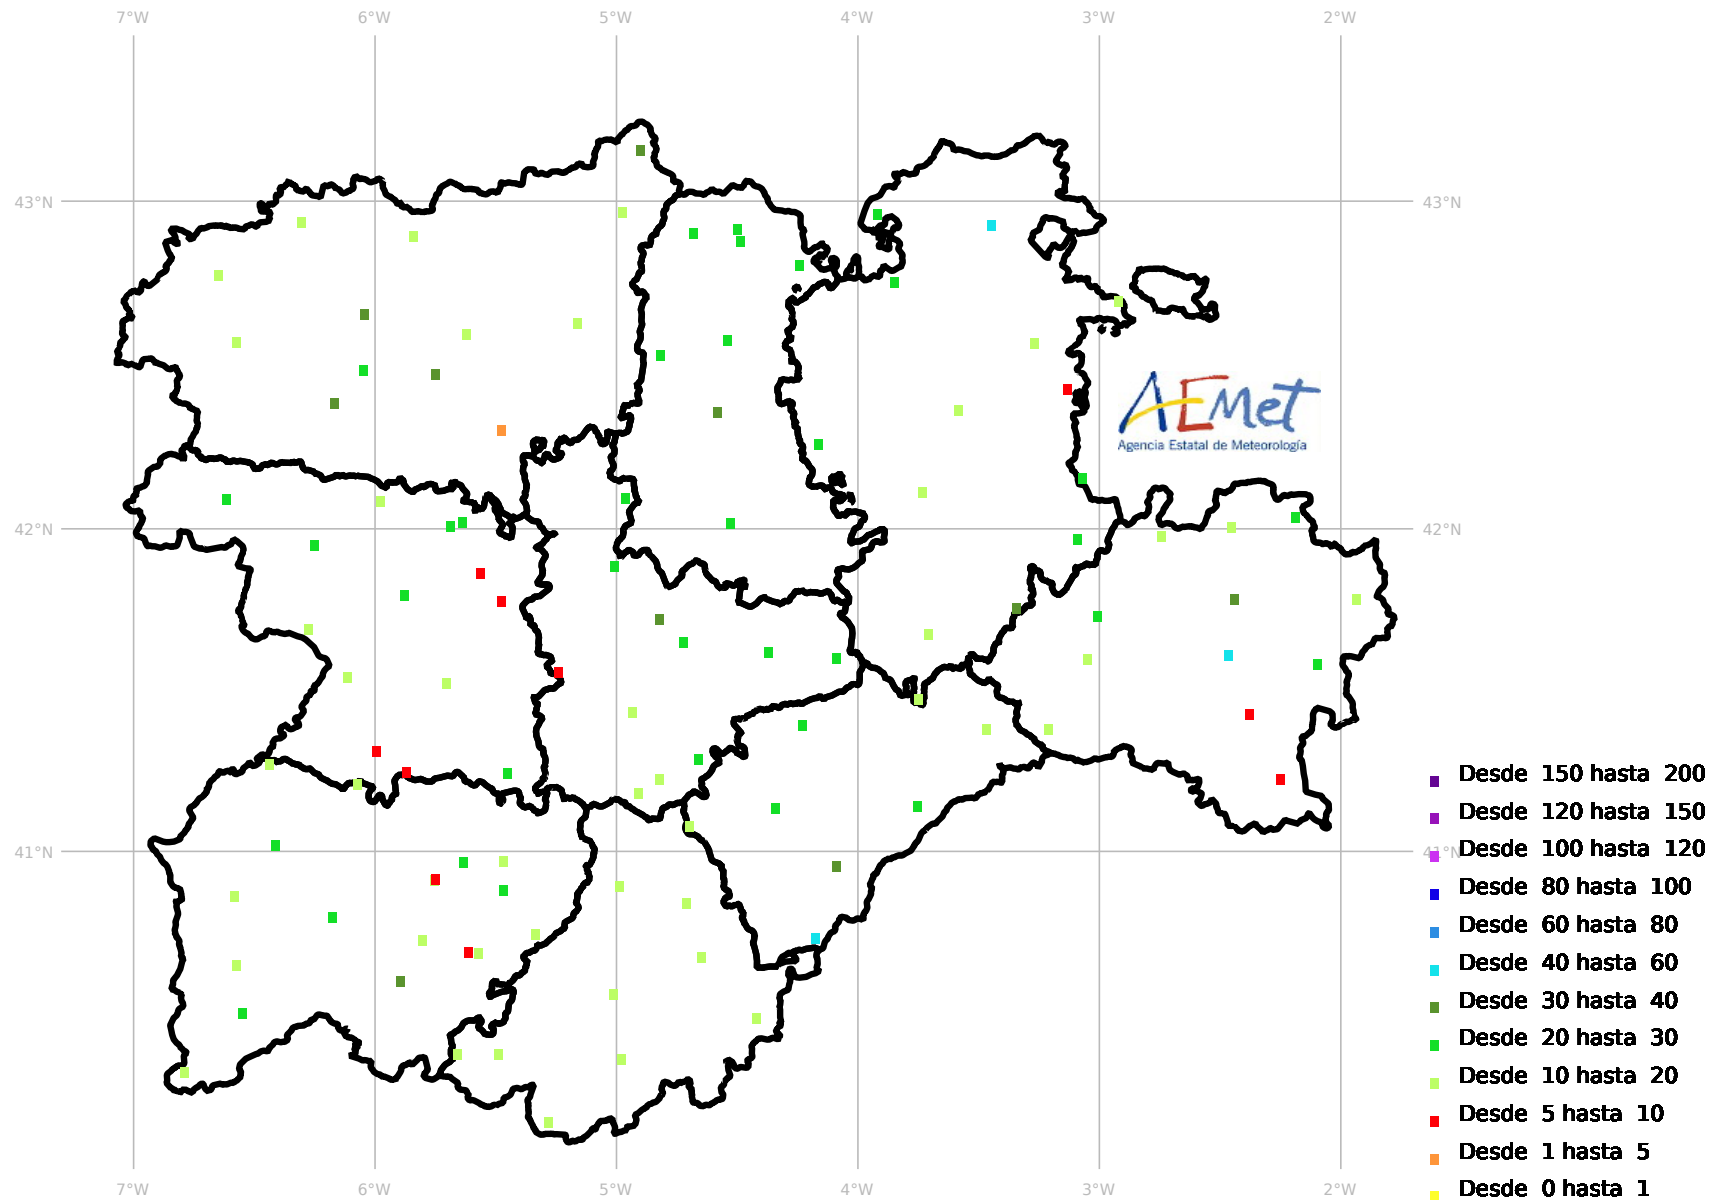 7°W 6°W 5°W 4°W 3°W 2°W
43°N 43°N
AEMet
Agencia Estatal de Meteorología
42°N 42°N
Desde 150 hasta 200
Desde 120 hasta 150
41°N 41°N
Desde 100 hasta 120
Desde 80 hasta 100
Desde 60 hasta 80
Desde 40 hasta 60
Desde 30 hasta 40
Desde 20 hasta 30
Desde 10 hasta 20
Desde 5 hasta 10
Desde 1 hasta 5
Desde 0 hasta 1
7°W 6°W 5°W 4°W 3°W 2°W